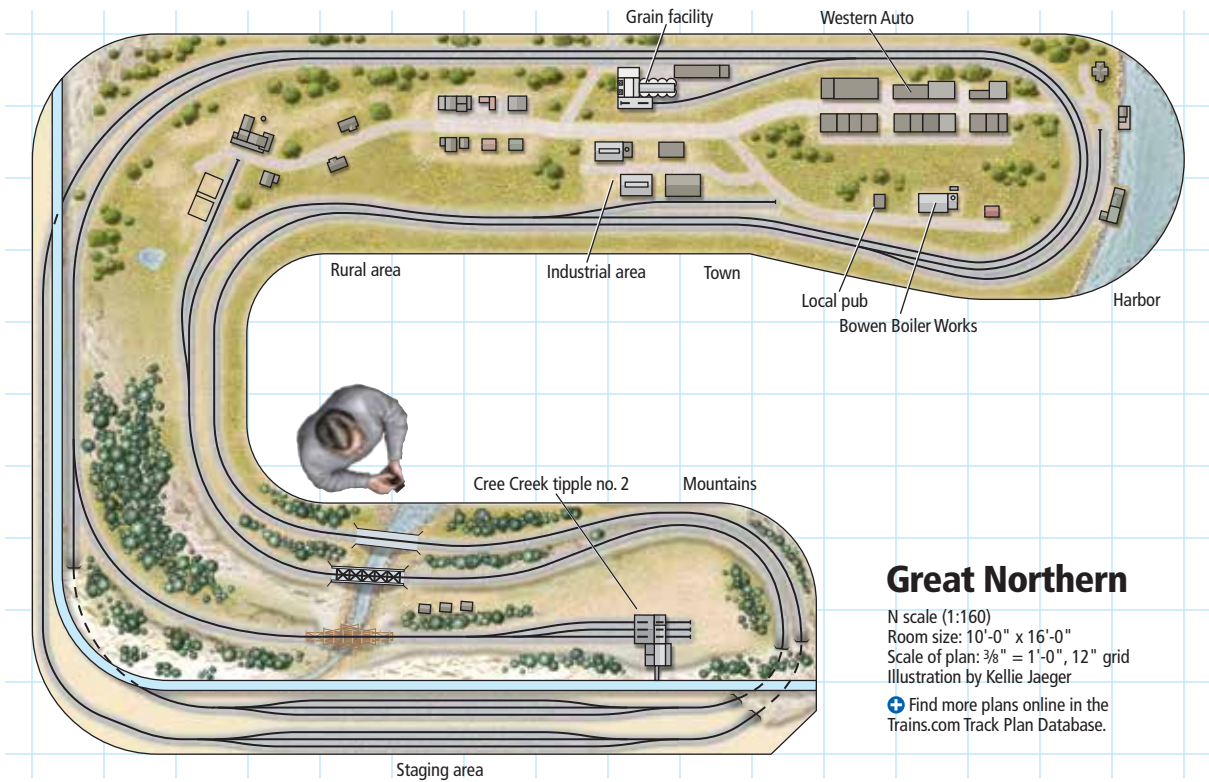 Grain facility
Western Auto
Rural area
Industrial area
Town
Local pub
Bowen Boiler Works
Harbor
Cree Creek tipple no. 2
Mountains
Great Northern
N scale (1:160)
Room size: 10'-0" x 16'-0"
Scale of plan: 3/8" = 1'-0", 12" grid
Illustration by Kellie Jaeger
Find more plans online in the
Trains.com Track Plan Database.
Staging area